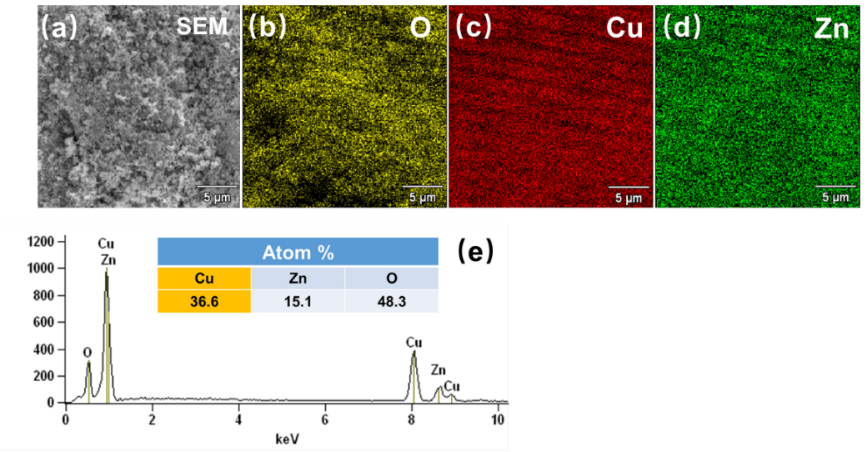 (a) SEM (b) O (c) Cu (d) Zn
5 µm 5 µm 5 µm 5 µm
(e)
Atom %
Cu Zn O
36.6 15.1 48.3
1200
1000
800
600
400
200
0
Cu
Zn
O
Cu
Zn
Cu
0 2 4 6 8 10
keV